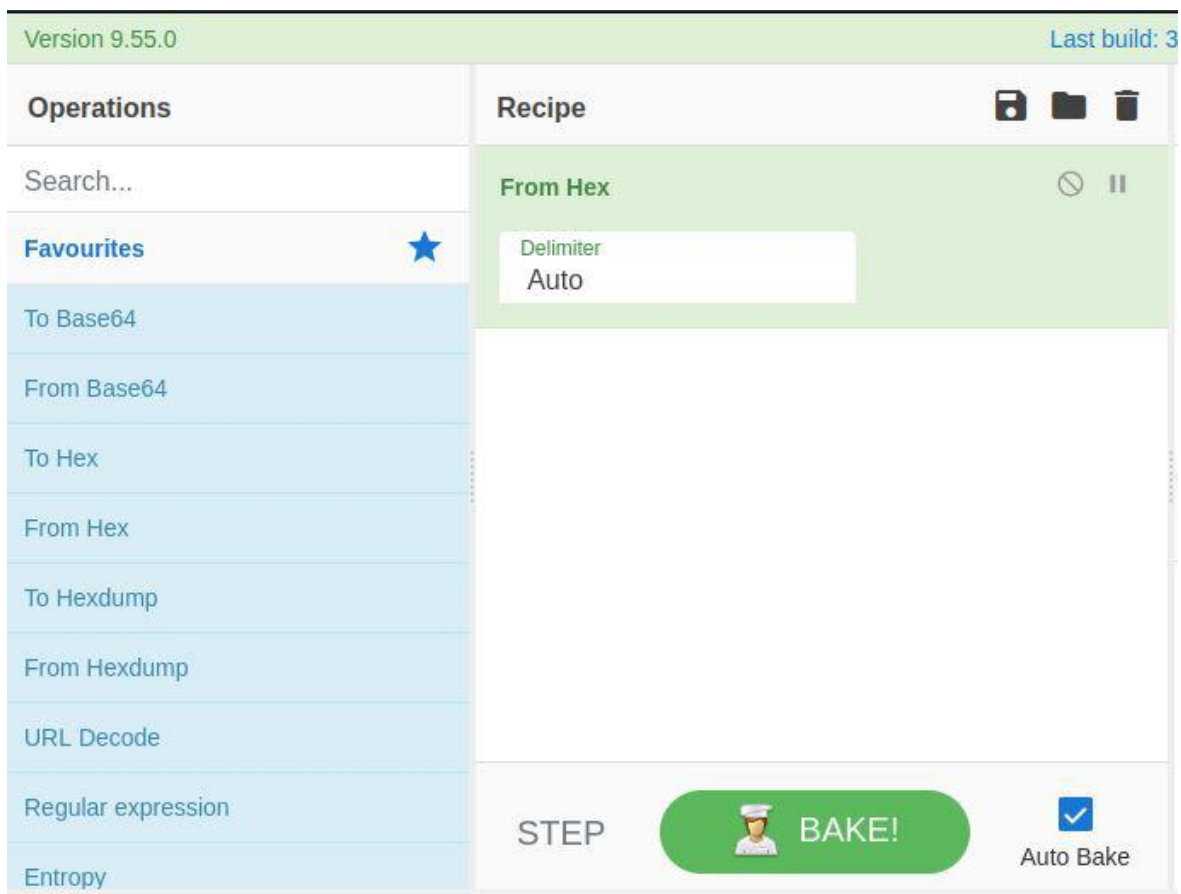 Version 9.55.0
Last build: 3
Operations
Search...
Favourites
To Base64
From Base64
To Hex
From Hex
To Hexdump
From Hexdump
URL Decode
Regular expression
Entropy
Recipe
From Hex
Delimiter
Auto
STEP
BAKE!
Auto Bake